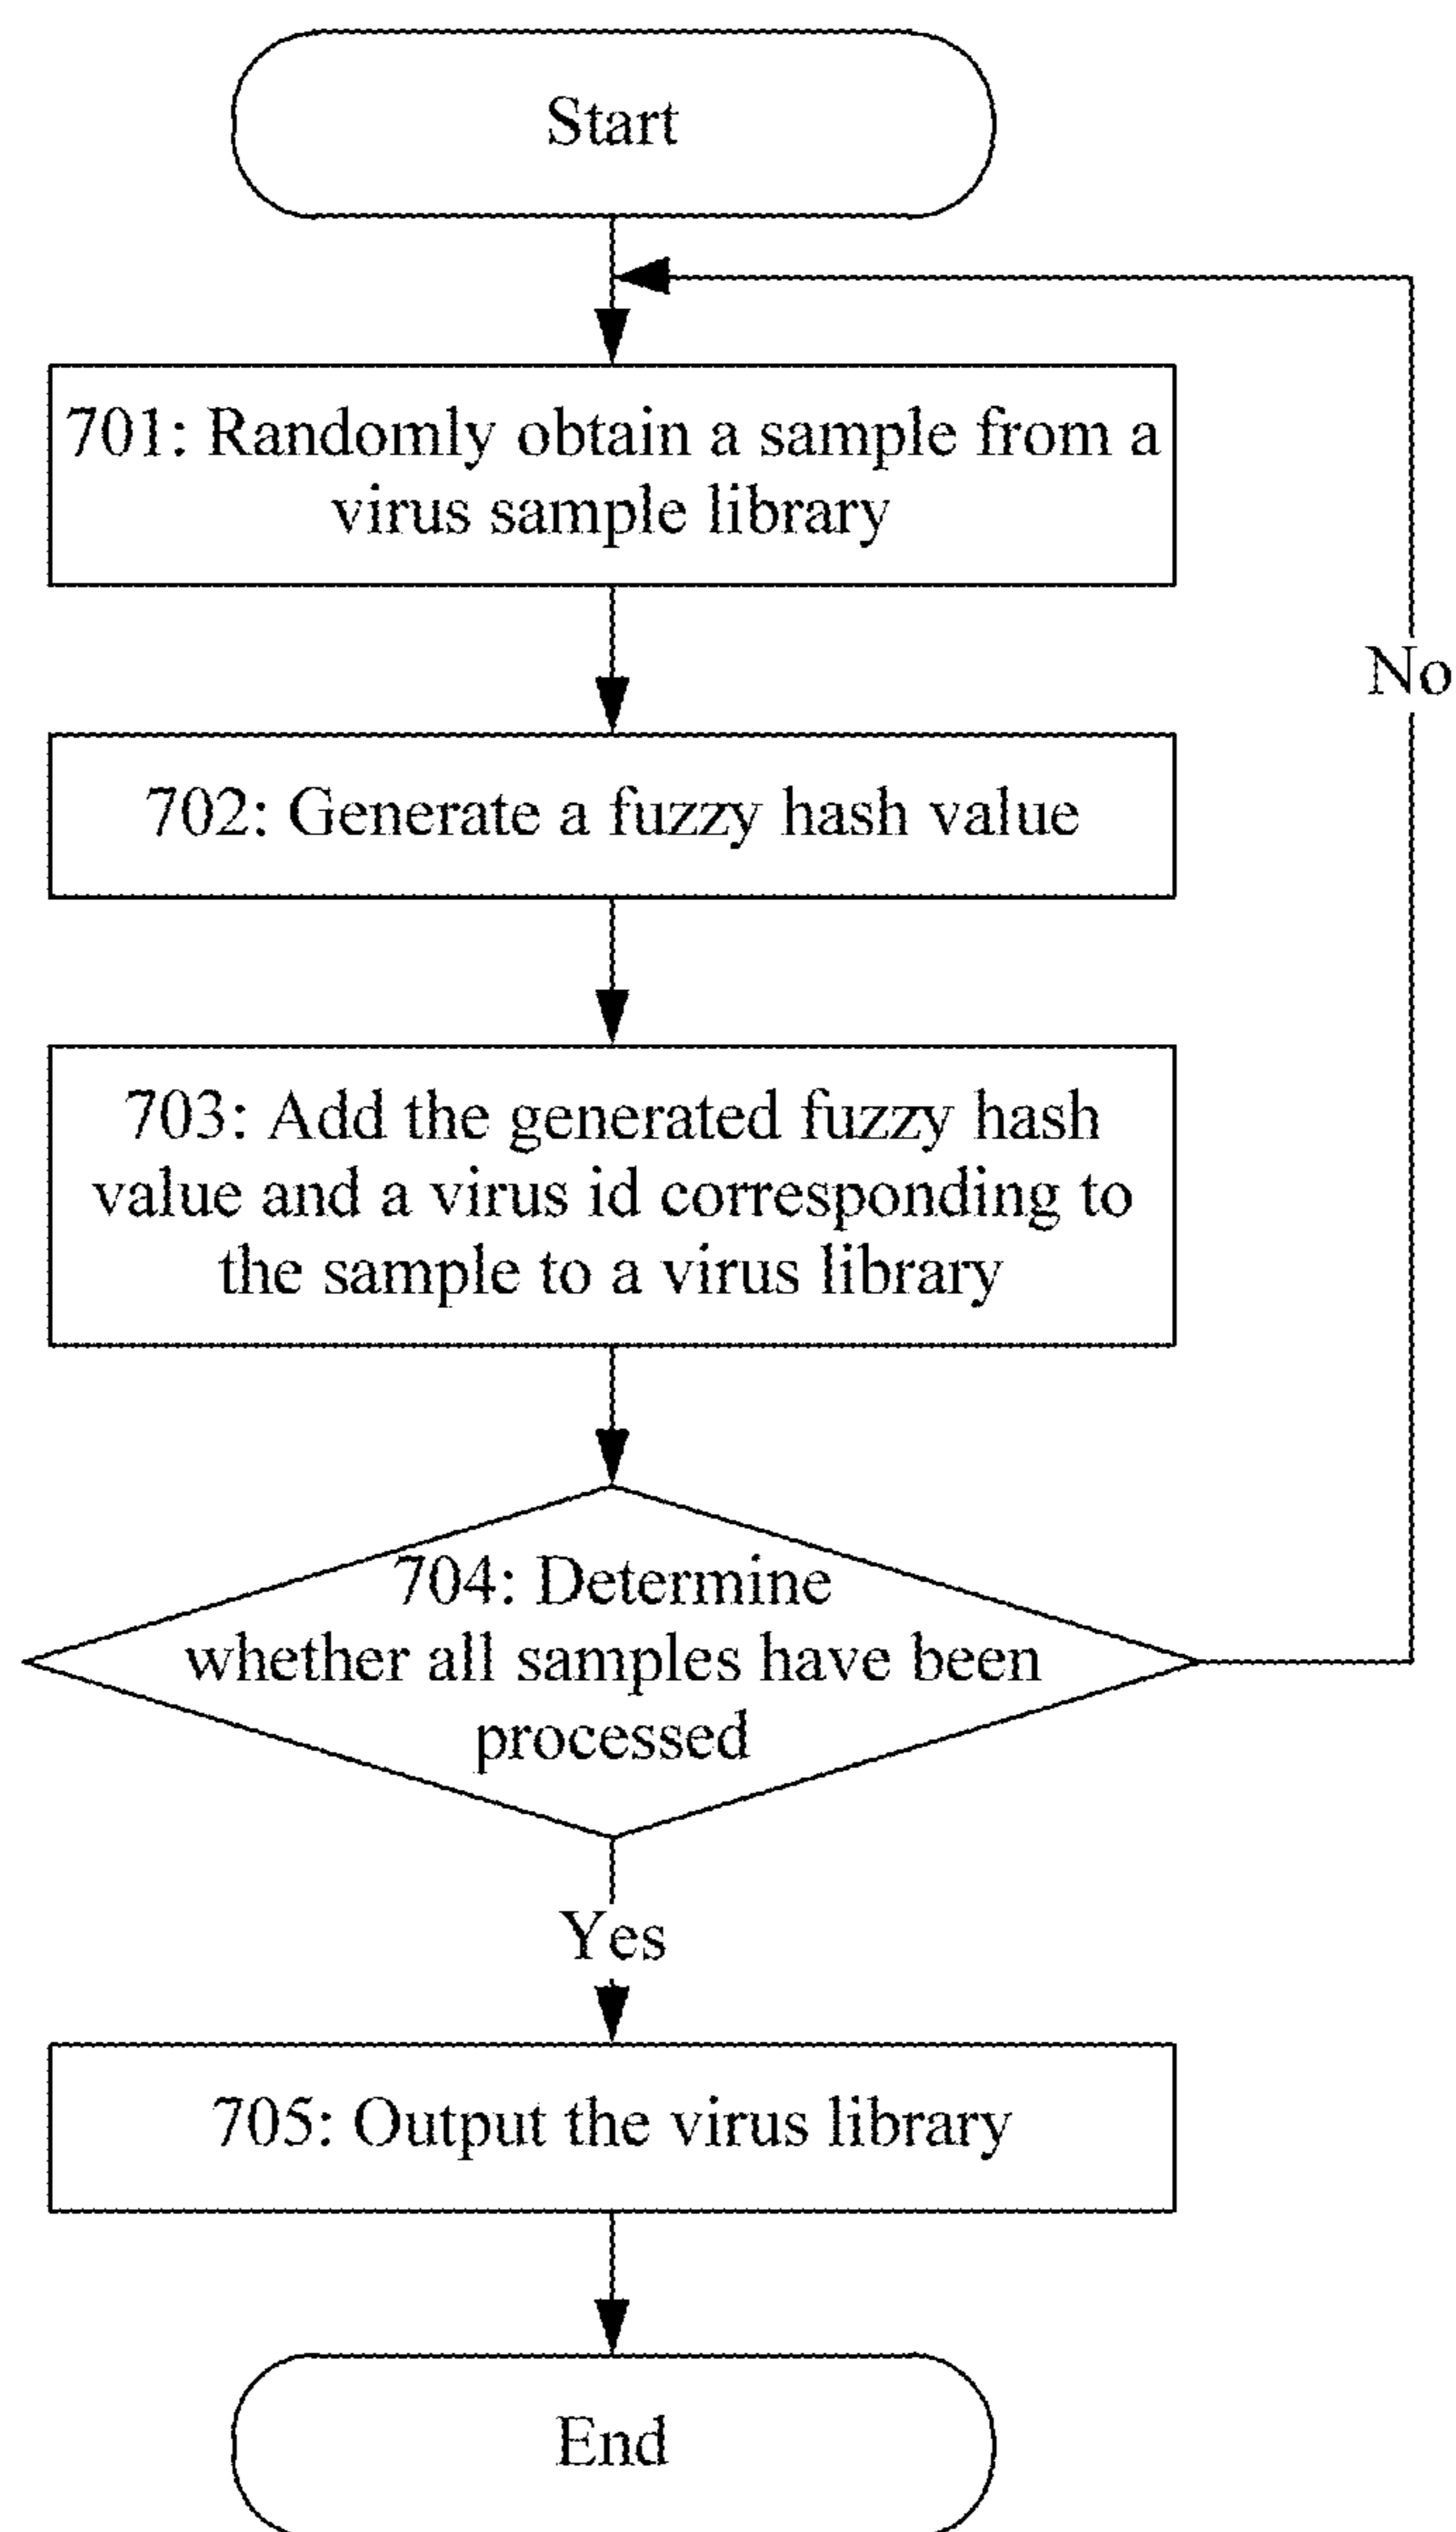 Start
701: Randomly obtain a sample from a
virus sample library
No
702: Generate a fuzzy hash value
703: Add the generated fuzzy hash
value and a virus id corresponding to
the sample to a virus library
704: Determine
whether all samples have been
processed
Yes
705: Output the virus library
End